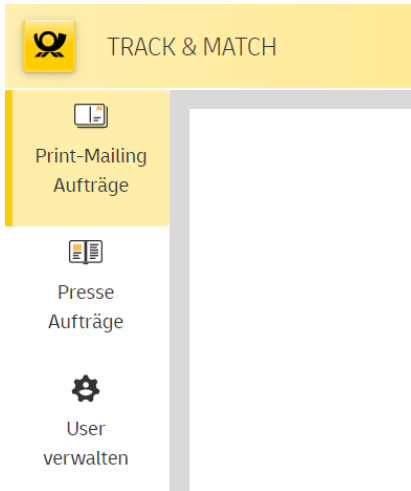 TRACK & MATCH
Print-Mailing
Aufträge
Presse
Aufträge
User
verwalten